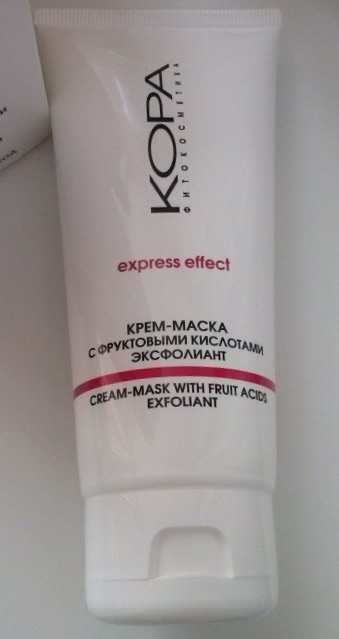 КОРА
ФИТОКОСМЕТИКА
express effect
КРЕМ-МАСКА
С ФРУКТОВЫМИ КИСЛОТАМИ
ЭКСФОЛИАНТ
CREAM-MASK WITH FRUIT ACIDS
EXFOLIANT